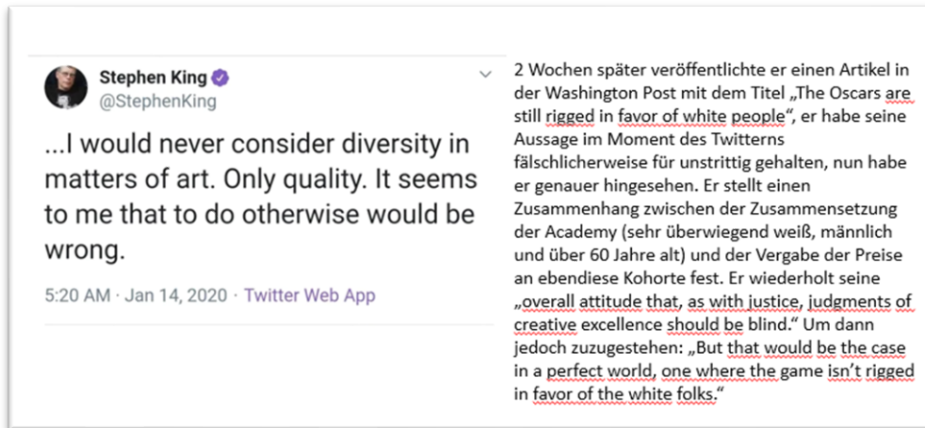 Stephen King
@StephenKing
...I would never consider diversity in
matters of art. Only quality. It seems
to me that to do otherwise would be
wrong.
5:20 AM · Jan 14, 2020 · Twitter Web App
2 Wochen später veröffentlichte er einen Artikel in
der Washington Post mit dem Titel „The Oscars are
still rigged in favor of white people“, er habe seine
Aussage im Moment des Twitterns
fälschlicherweise für unstrittig gehalten, nun habe
er genauer hingesehen. Er stellt einen
Zusammenhang zwischen der Zusammensetzung
der Academy (sehr überwiegend weiß, männlich
und über 60 Jahre alt) und der Vergabe der Preise
an ebendiese Kohorte fest. Er wiederholt seine
„overall attitude that, as with justice, judgments of
creative excellence should be blind.“ Um dann
jedoch zuzugestehen: „But that would be the case
in a perfect world, one where the game isn’t rigged
in favor of the white folks.“